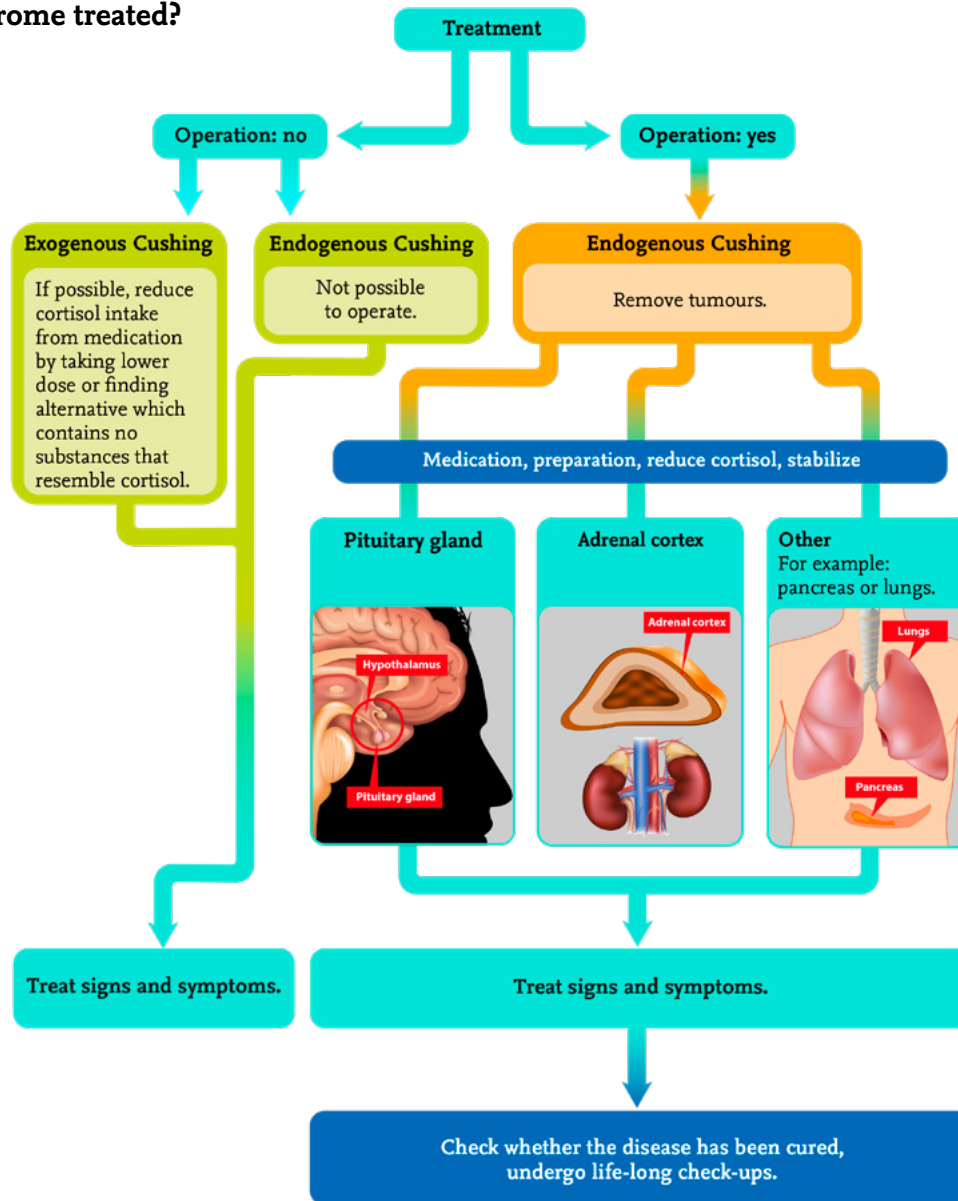 rome treated?
Treatment
Operation: no
Operation: yes
Exogenous Cushing
If possible, reduce
cortisol intake
from medication
by taking lower
dose or finding
alternative which
contains no
substances that
resemble cortisol.
Endogenous Cushing
Not possible
to operate.
Endogenous Cushing
Remove tumours.
Medication, preparation, reduce cortisol, stabilize
Pituitary gland
Hypothalamus
Pituitary gland
Adrenal cortex
Adrenal cortex
Other
For example:
pancreas or lungs.
Lungs
Pancreas
Treat signs and symptoms.
Treat signs and symptoms.
Check whether the disease has been cured,
undergo life-long check-ups.